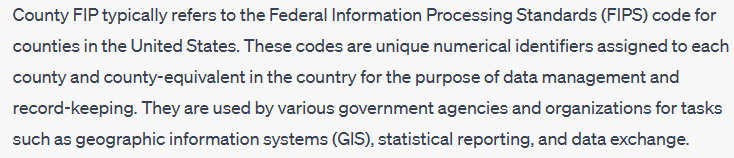 County FIP typically refers to the Federal Information Processing Standards (FIPS) code for
counties in the United States. These codes are unique numerical identifiers assigned to each
county and county-equivalent in the country for the purpose of data management and
record-keeping. They are used by various government agencies and organizations for tasks
such as geographic information systems (GIS), statistical reporting, and data exchange.